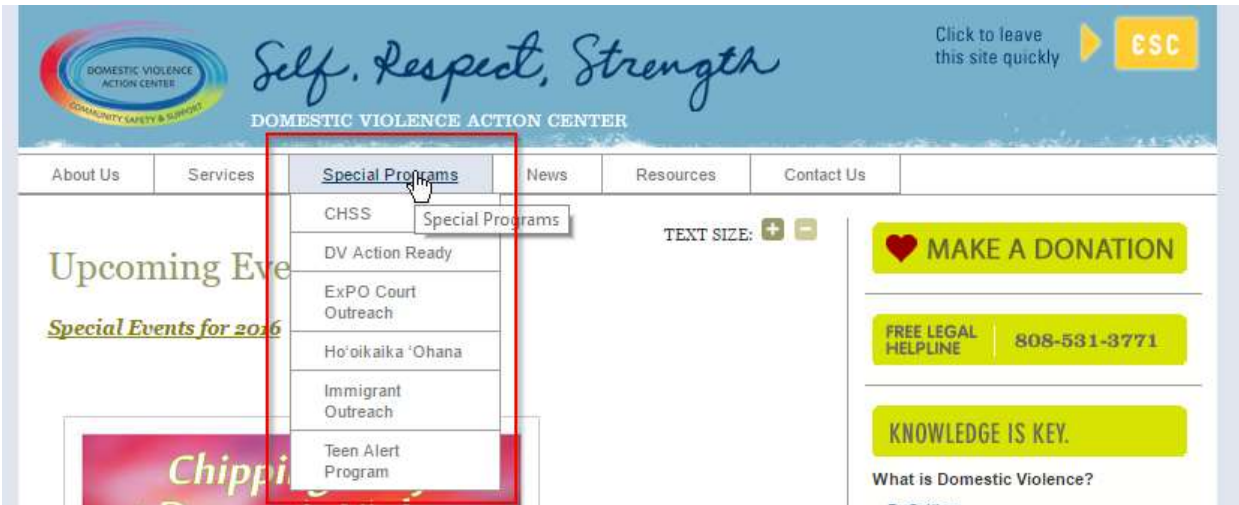 DOMESTIC VIOLENCE
ACTION CENTER
COMMUNITY SAFETY & SUPPORT
Self. Respect, Strength
DOMESTIC VIOLENCE ACTION CENTER
Click to leave
this site quickly
ESC
About Us
Services
Special Programs
News
Resources
Contact Us
CHSS
Special Programs
DV Action Ready
ExPO Court
Outreach
Ho‘oikaika ‘Ohana
Immigrant
Outreach
Teen Alert
Program
TEXT SIZE: + −
Upcoming Eve
Special Events for 2016
Chippi
MAKE A DONATION
FREE LEGAL
HELPLINE
808-531-3771
KNOWLEDGE IS KEY.
What is Domestic Violence?